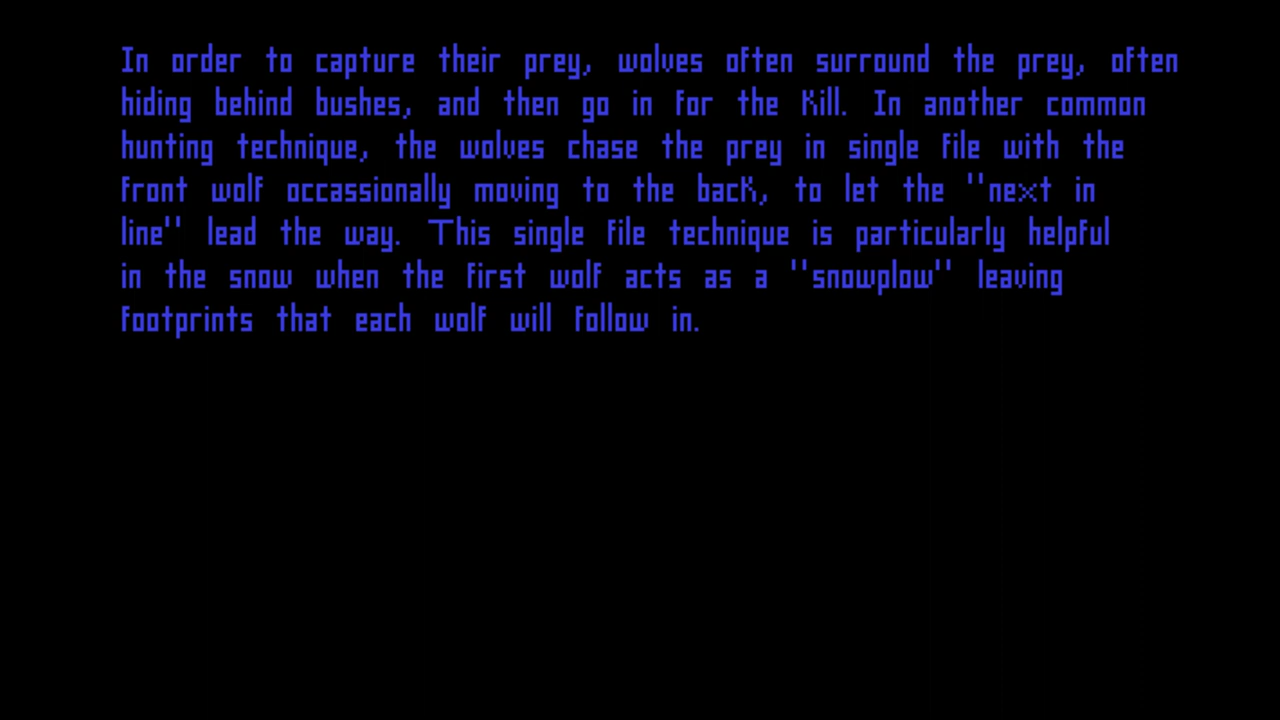 In order to capture their prey, wolves often surround the prey, often
hiding behind bushes, and then go in for the kill. In another common
hunting technique, the wolves chase the prey in single file with the
front wolf occassionally moving to the back, to let the "next in
line" lead the way. This single file technique is particularly helpful
in the snow when the first wolf acts as a "snowplow" leaving
footprints that each wolf will follow in.